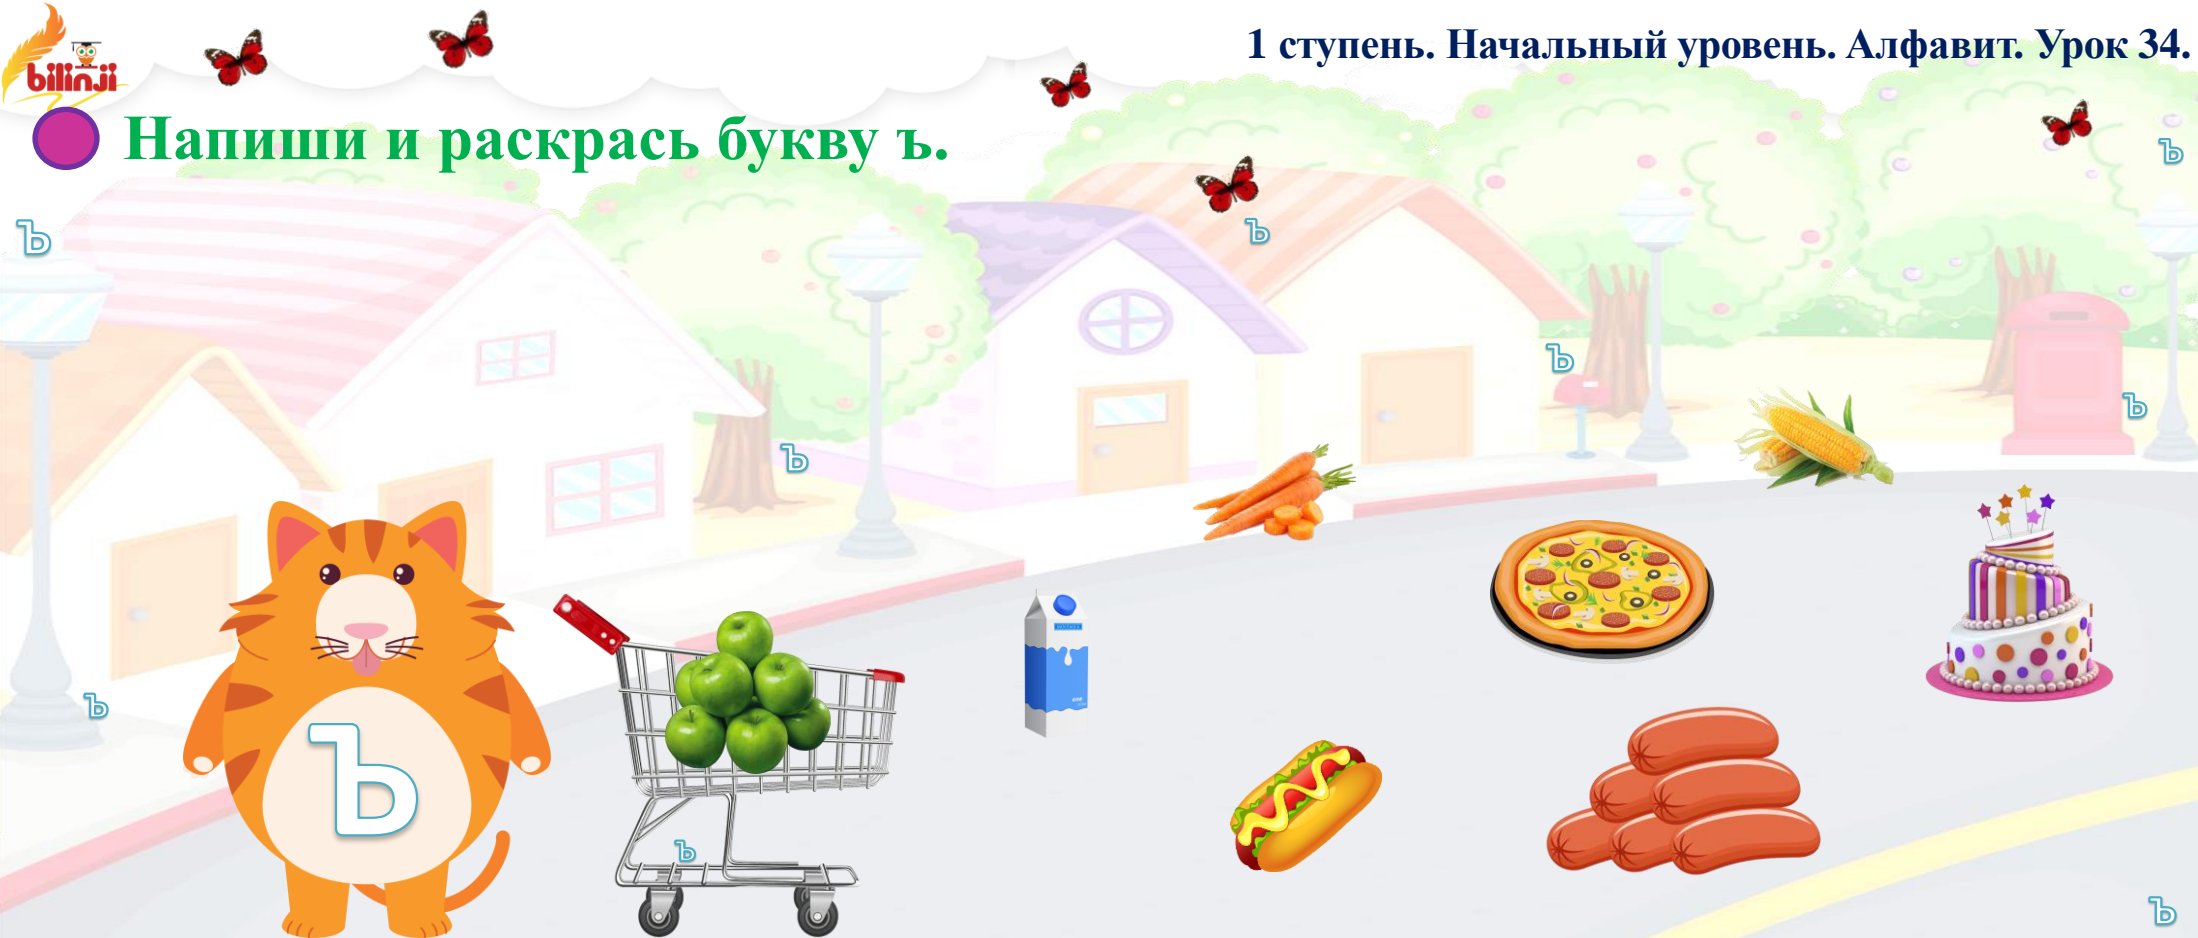 bilinji
1 ступень. Начальный уровень. Алфавит. Урок 34.
Напиши и раскрась букву ъ.
ъ
ъ
ъ
ъ
ъ
ъ
ъ
ъ
ъ
ъ